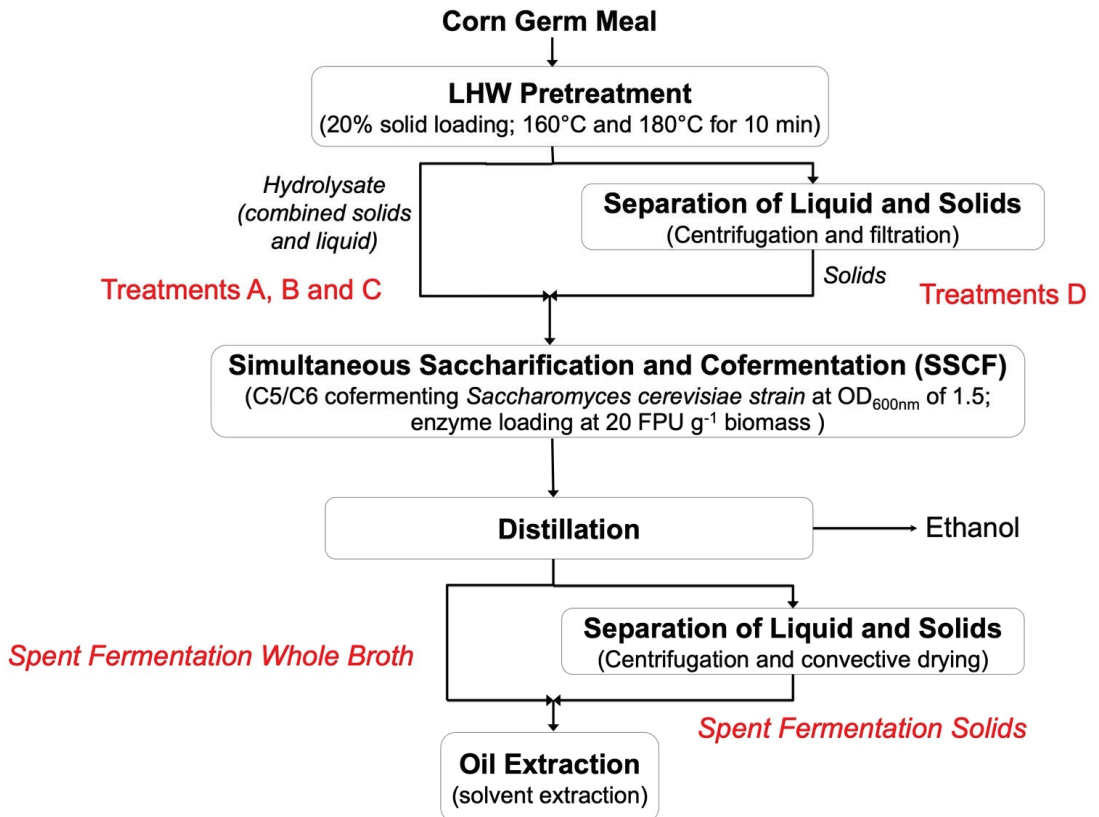 Corn Germ Meal
LHW Pretreatment
(20% solid loading; 160°C and 180°C for 10 min)
Hydrolysate
(combined solids
and liquid)
Separation of Liquid and Solids
(Centrifugation and filtration)
Solids
Treatments A, B and C
Treatments D
Simultaneous Saccharification and Cofermentation (SSCF)
(C5/C6 cofermenting Saccharomyces cerevisiae strain at OD600nm of 1.5;
enzyme loading at 20 FPU g-1 biomass )
Distillation
Ethanol
Separation of Liquid and Solids
(Centrifugation and convective drying)
Spent Fermentation Whole Broth
Spent Fermentation Solids
Oil Extraction
(solvent extraction)